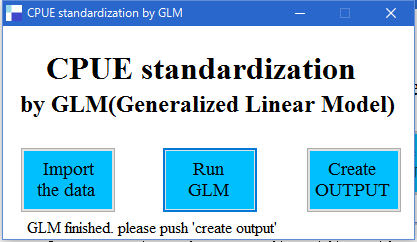 CPUE standardization by GLM
CPUE standardization
by GLM(Generalized Linear Model)
Import
the data
Run
GLM
Create
OUTPUT
GLM finished. please push 'create output'